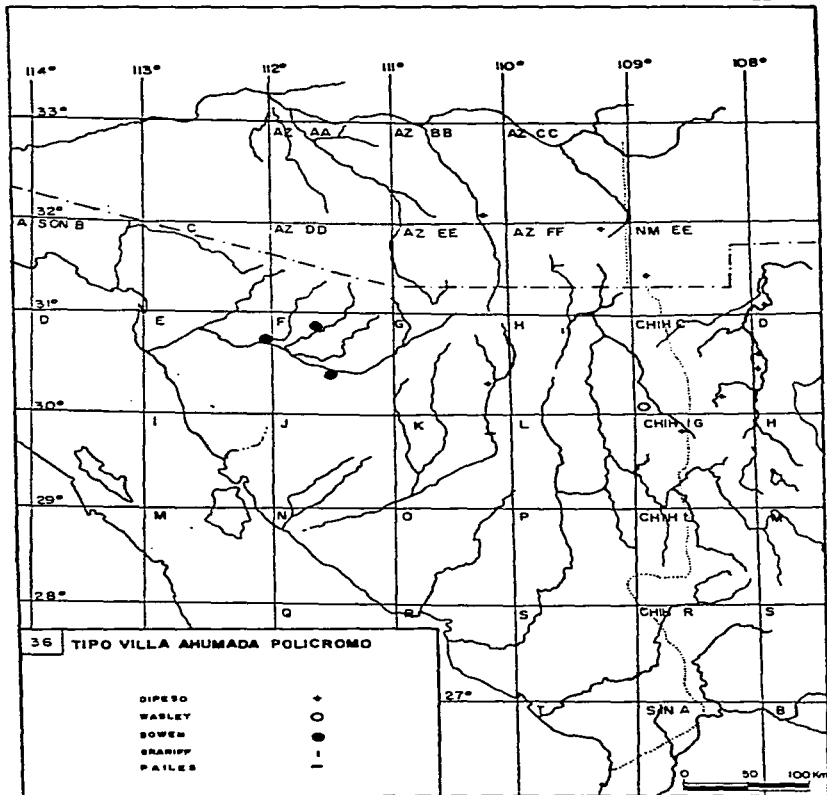 114° 113° 112° 111° 110° 109° 108°
33° AZ AA AZ BB AZ CC
32° A SON B C AZ DD AZ EE AZ FF NM EE
31° D E F G H I CHIH C D
30° I J K L CHIH G H
29° M N O P CHIH L M
28° Q R S CHIH R S
36 TIPO VILLA AHUMADA POLICROMO
27° T SIN A B
DIPESO
WASLEY
BOWEN
BRANIFF
PAILES
0 50 100 Km